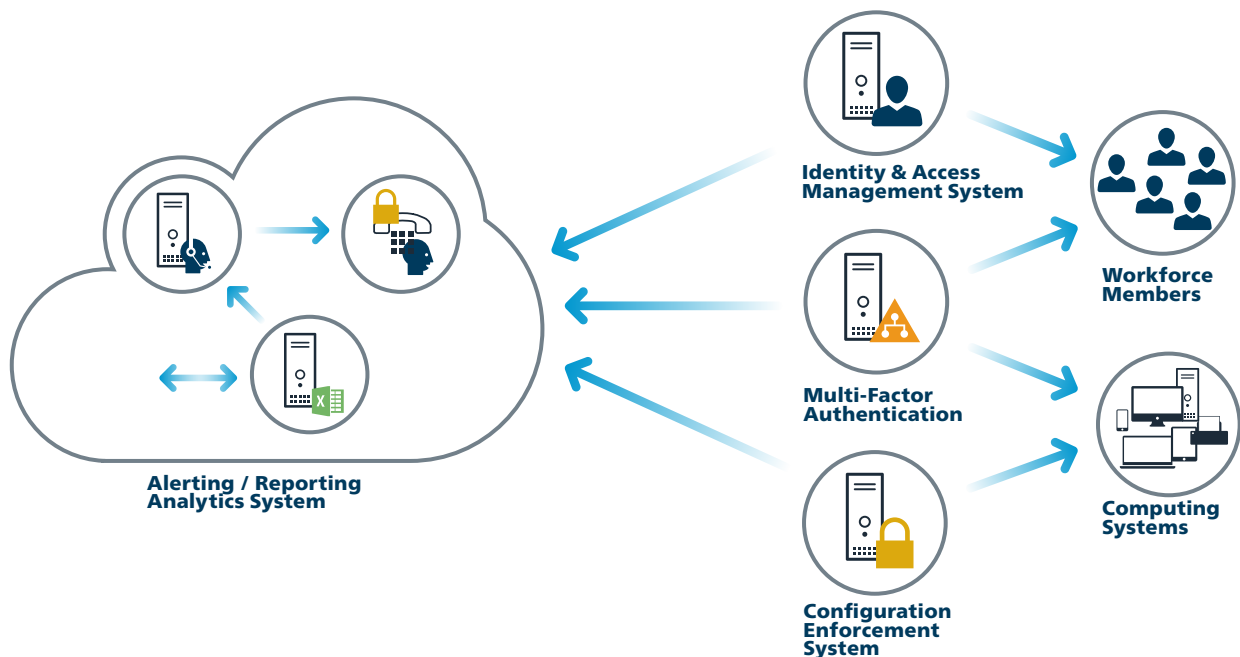 Identity & Access
Management System
Workforce
Members
Multi-Factor
Authentication
X
Alerting / Reporting
Analytics System
Computing
Systems
Configuration
Enforcement
System